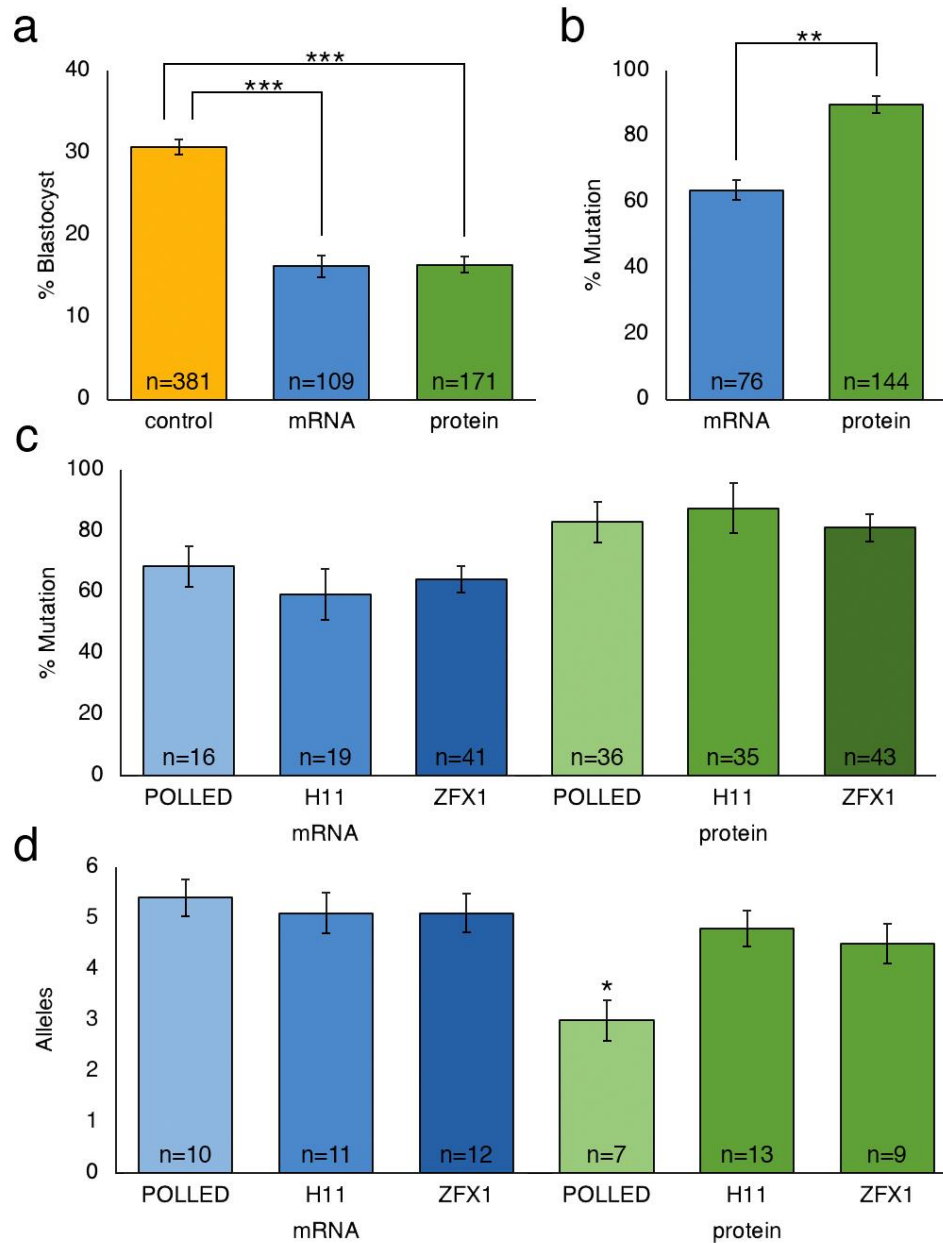 a
b
***
***
**
40
30
20
10
0
% Blastocyst
n=381
n=109
n=171
control
mRNA
protein
100
80
60
40
20
0
% Mutation
n=76
n=144
mRNA
protein
c
100
80
60
40
20
0
% Mutation
n=16
n=19
n=41
n=36
n=35
n=43
POLLED
H11
ZFX1
POLLED
H11
ZFX1
mRNA
protein
d
6
5
4
3
2
1
0
Alleles
*
n=10
n=11
n=12
n=7
n=13
n=9
POLLED
H11
ZFX1
POLLED
H11
ZFX1
mRNA
protein